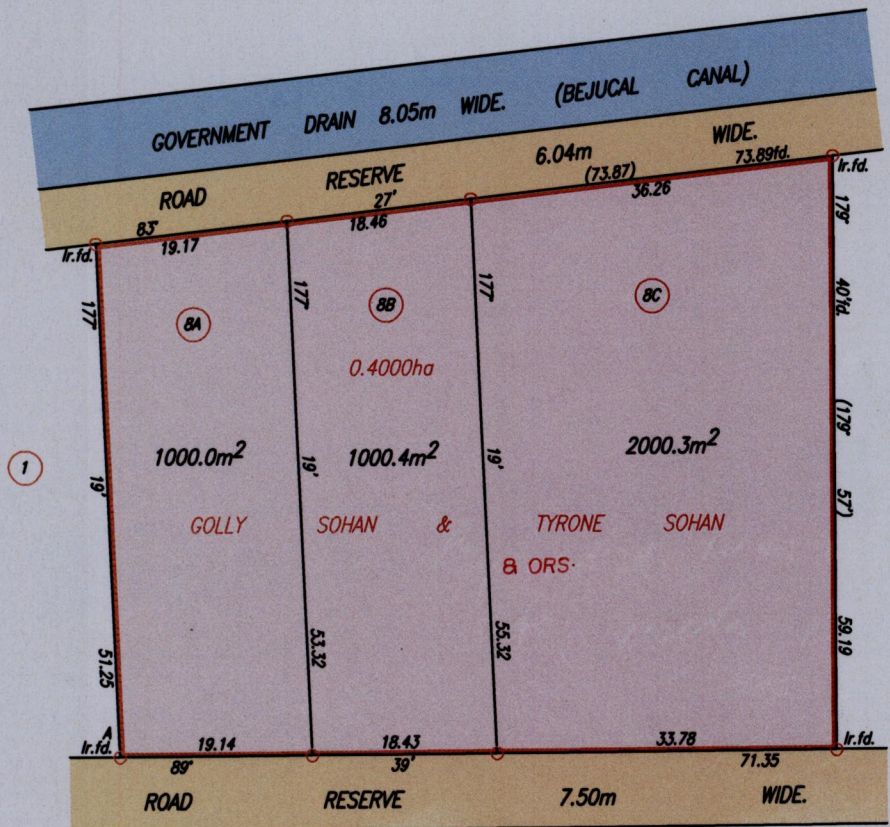 GOVERNMENT DRAIN 8.05m WIDE. (BEJUCAL CANAL)
ROAD RESERVE 6.04m WIDE.
83° 27' (73.87) 73.89fd.
Ir.fd. 19.17 18.46 36.26 Ir.fd.
177° 177° 177° 179°
8A 8B 8C
40'fd.
0.4000ha
1000.0m² 1000.4m² 2000.3m²
(179° 57')
1
19' 19' 19'
GOLLY SOHAN & TYRONE SOHAN
& ORS.
51.25 53.32 55.32 59.19
A
Ir.fd. 19.14 18.43 33.78 Ir.fd.
89° 39' 71.35
ROAD RESERVE 7.50m WIDE.